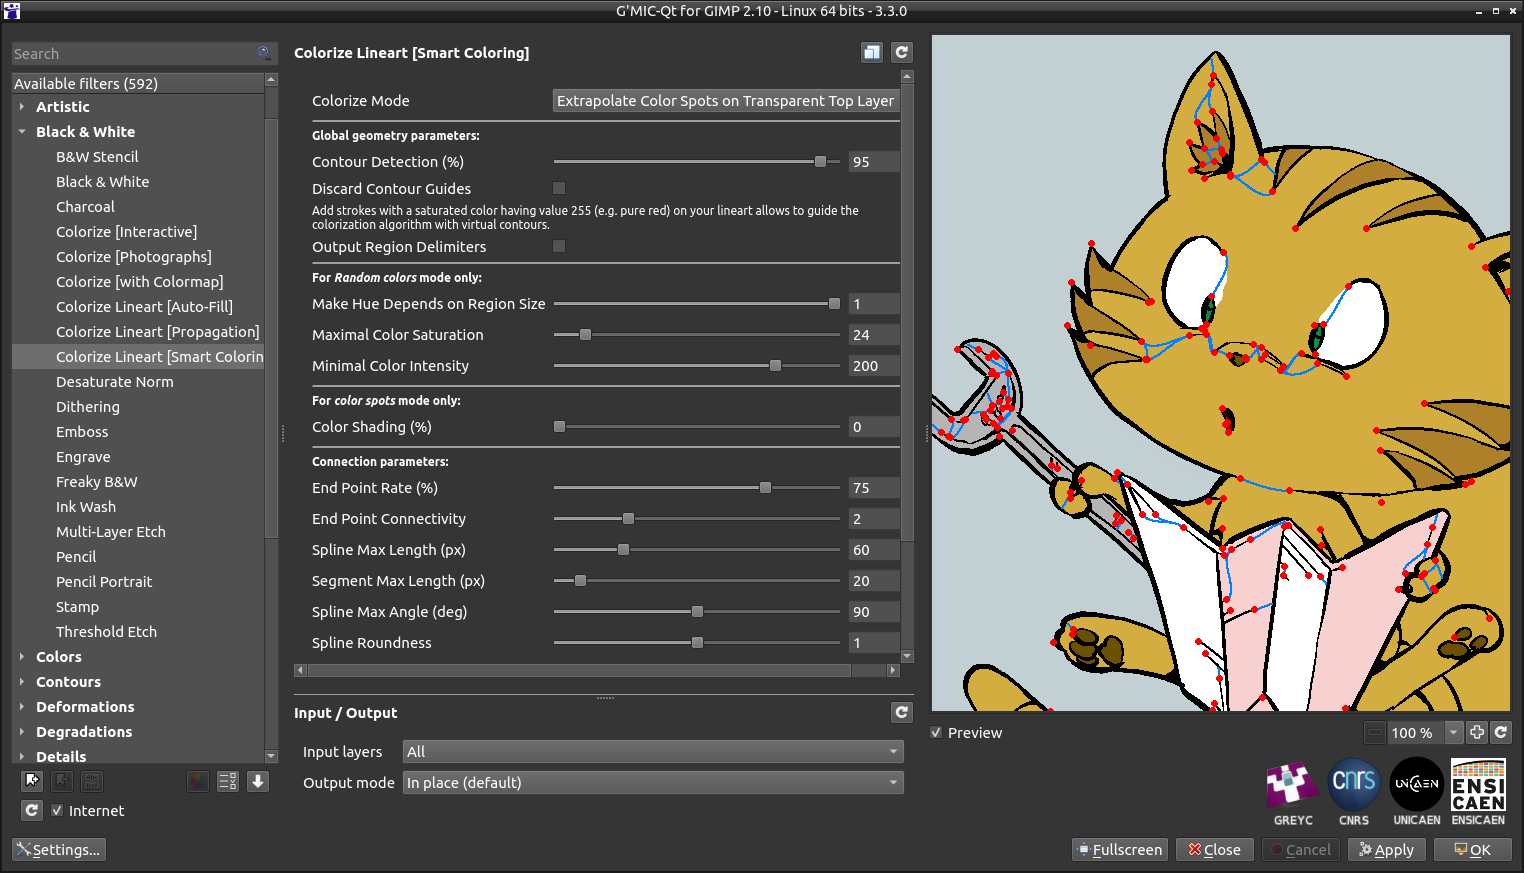 G'MIC-Qt for GIMP 2.10 - Linux 64 bits - 3.3.0
Search
Available filters (592)
Artistic
Black & White
B&W Stencil
Black & White
Charcoal
Colorize [Interactive]
Colorize [Photographs]
Colorize [with Colormap]
Colorize Lineart [Auto-Fill]
Colorize Lineart [Propagation]
Colorize Lineart [Smart Colorin
Desaturate Norm
Dithering
Emboss
Engrave
Freaky B&W
Ink Wash
Multi-Layer Etch
Pencil
Pencil Portrait
Stamp
Threshold Etch
Colors
Contours
Deformations
Degradations
Details
Internet
Settings...
Colorize Lineart [Smart Coloring]
Colorize Mode Extrapolate Color Spots on Transparent Top Layer
Global geometry parameters:
Contour Detection (%) 95
Discard Contour Guides
Add strokes with a saturated color having value 255 (e.g. pure red) on your lineart allows to guide the
colorization algorithm with virtual contours.
Output Region Delimiters
For Random colors mode only:
Make Hue Depends on Region Size 1
Maximal Color Saturation 24
Minimal Color Intensity 200
For color spots mode only:
Color Shading (%) 0
Connection parameters:
End Point Rate (%) 75
End Point Connectivity 2
Spline Max Length (px) 60
Segment Max Length (px) 20
Spline Max Angle (deg) 90
Spline Roundness 1
Input / Output
Input layers All
Output mode In place (default)
Preview
100 %
GREYC
cnrs
CNRS
UNICAEN
UNICAEN
ENSI
CAEN
ENSICAEN
Fullscreen
Close
Cancel
Apply
OK